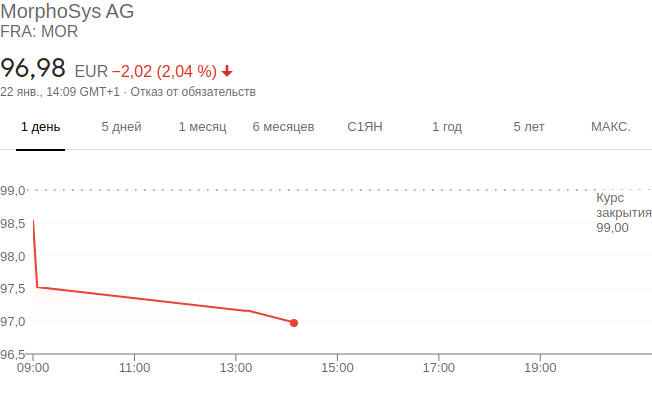 MorphoSys AG
FRA: MOR
96,98 EUR −2,02 (2,04 %)
22 янв., 14:09 GMT+1 · Отказ от обязательств
1 день 5 дней 1 месяц 6 месяцев С1ЯН 1 год 5 лет МАКС.
99,0
Курс
закрытия
99,00
98,5
98,0
97,5
97,0
96,5
09:00 11:00 13:00 15:00 17:00 19:00